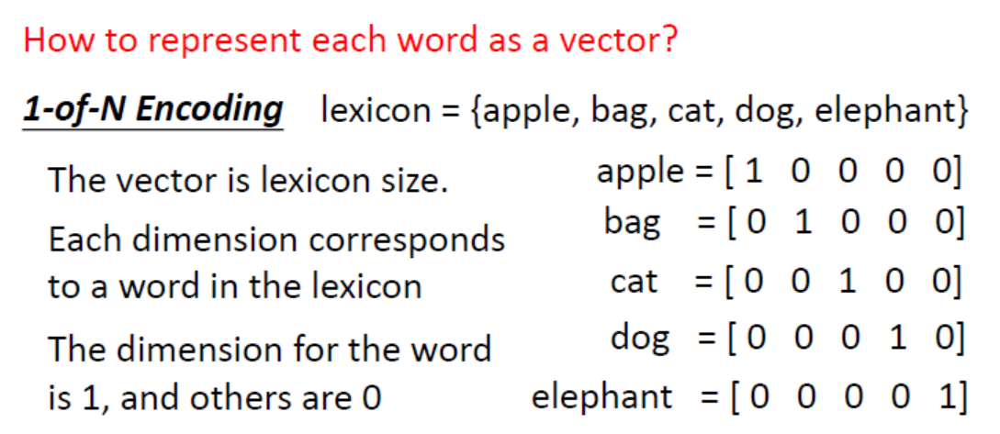 How to represent each word as a vector?
1-of-N Encoding lexicon = {apple, bag, cat, dog, elephant}
The vector is lexicon size.
Each dimension corresponds
to a word in the lexicon
The dimension for the word
is 1, and others are 0
apple = [ 1 0 0 0 0]
bag = [ 0 1 0 0 0]
cat = [ 0 0 1 0 0]
dog = [ 0 0 0 1 0]
elephant = [ 0 0 0 0 1]